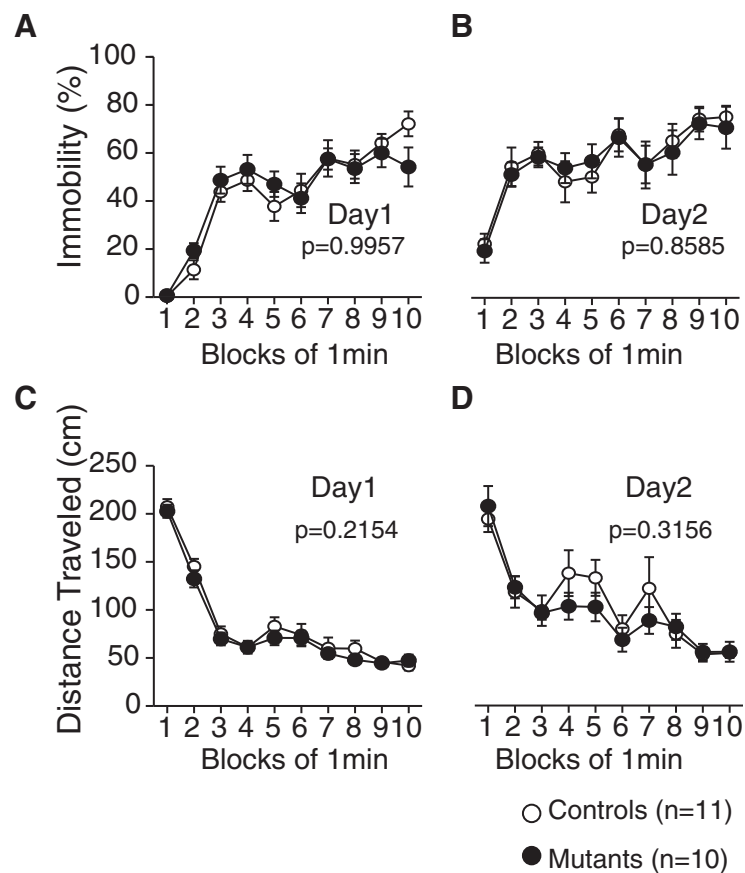 A
B
Immobility (%)
100
80
60
40
20
0
Day1
p=0.9957
Day2
p=0.8585
1 2 3 4 5 6 7 8 9 10
1 2 3 4 5 6 7 8 9 10
Blocks of 1min
Blocks of 1min
C
D
Distance Traveled (cm)
250
200
150
100
50
0
Day1
p=0.2154
Day2
p=0.3156
1 2 3 4 5 6 7 8 9 10
1 2 3 4 5 6 7 8 9 10
Blocks of 1min
Blocks of 1min
Controls (n=11)
Mutants (n=10)